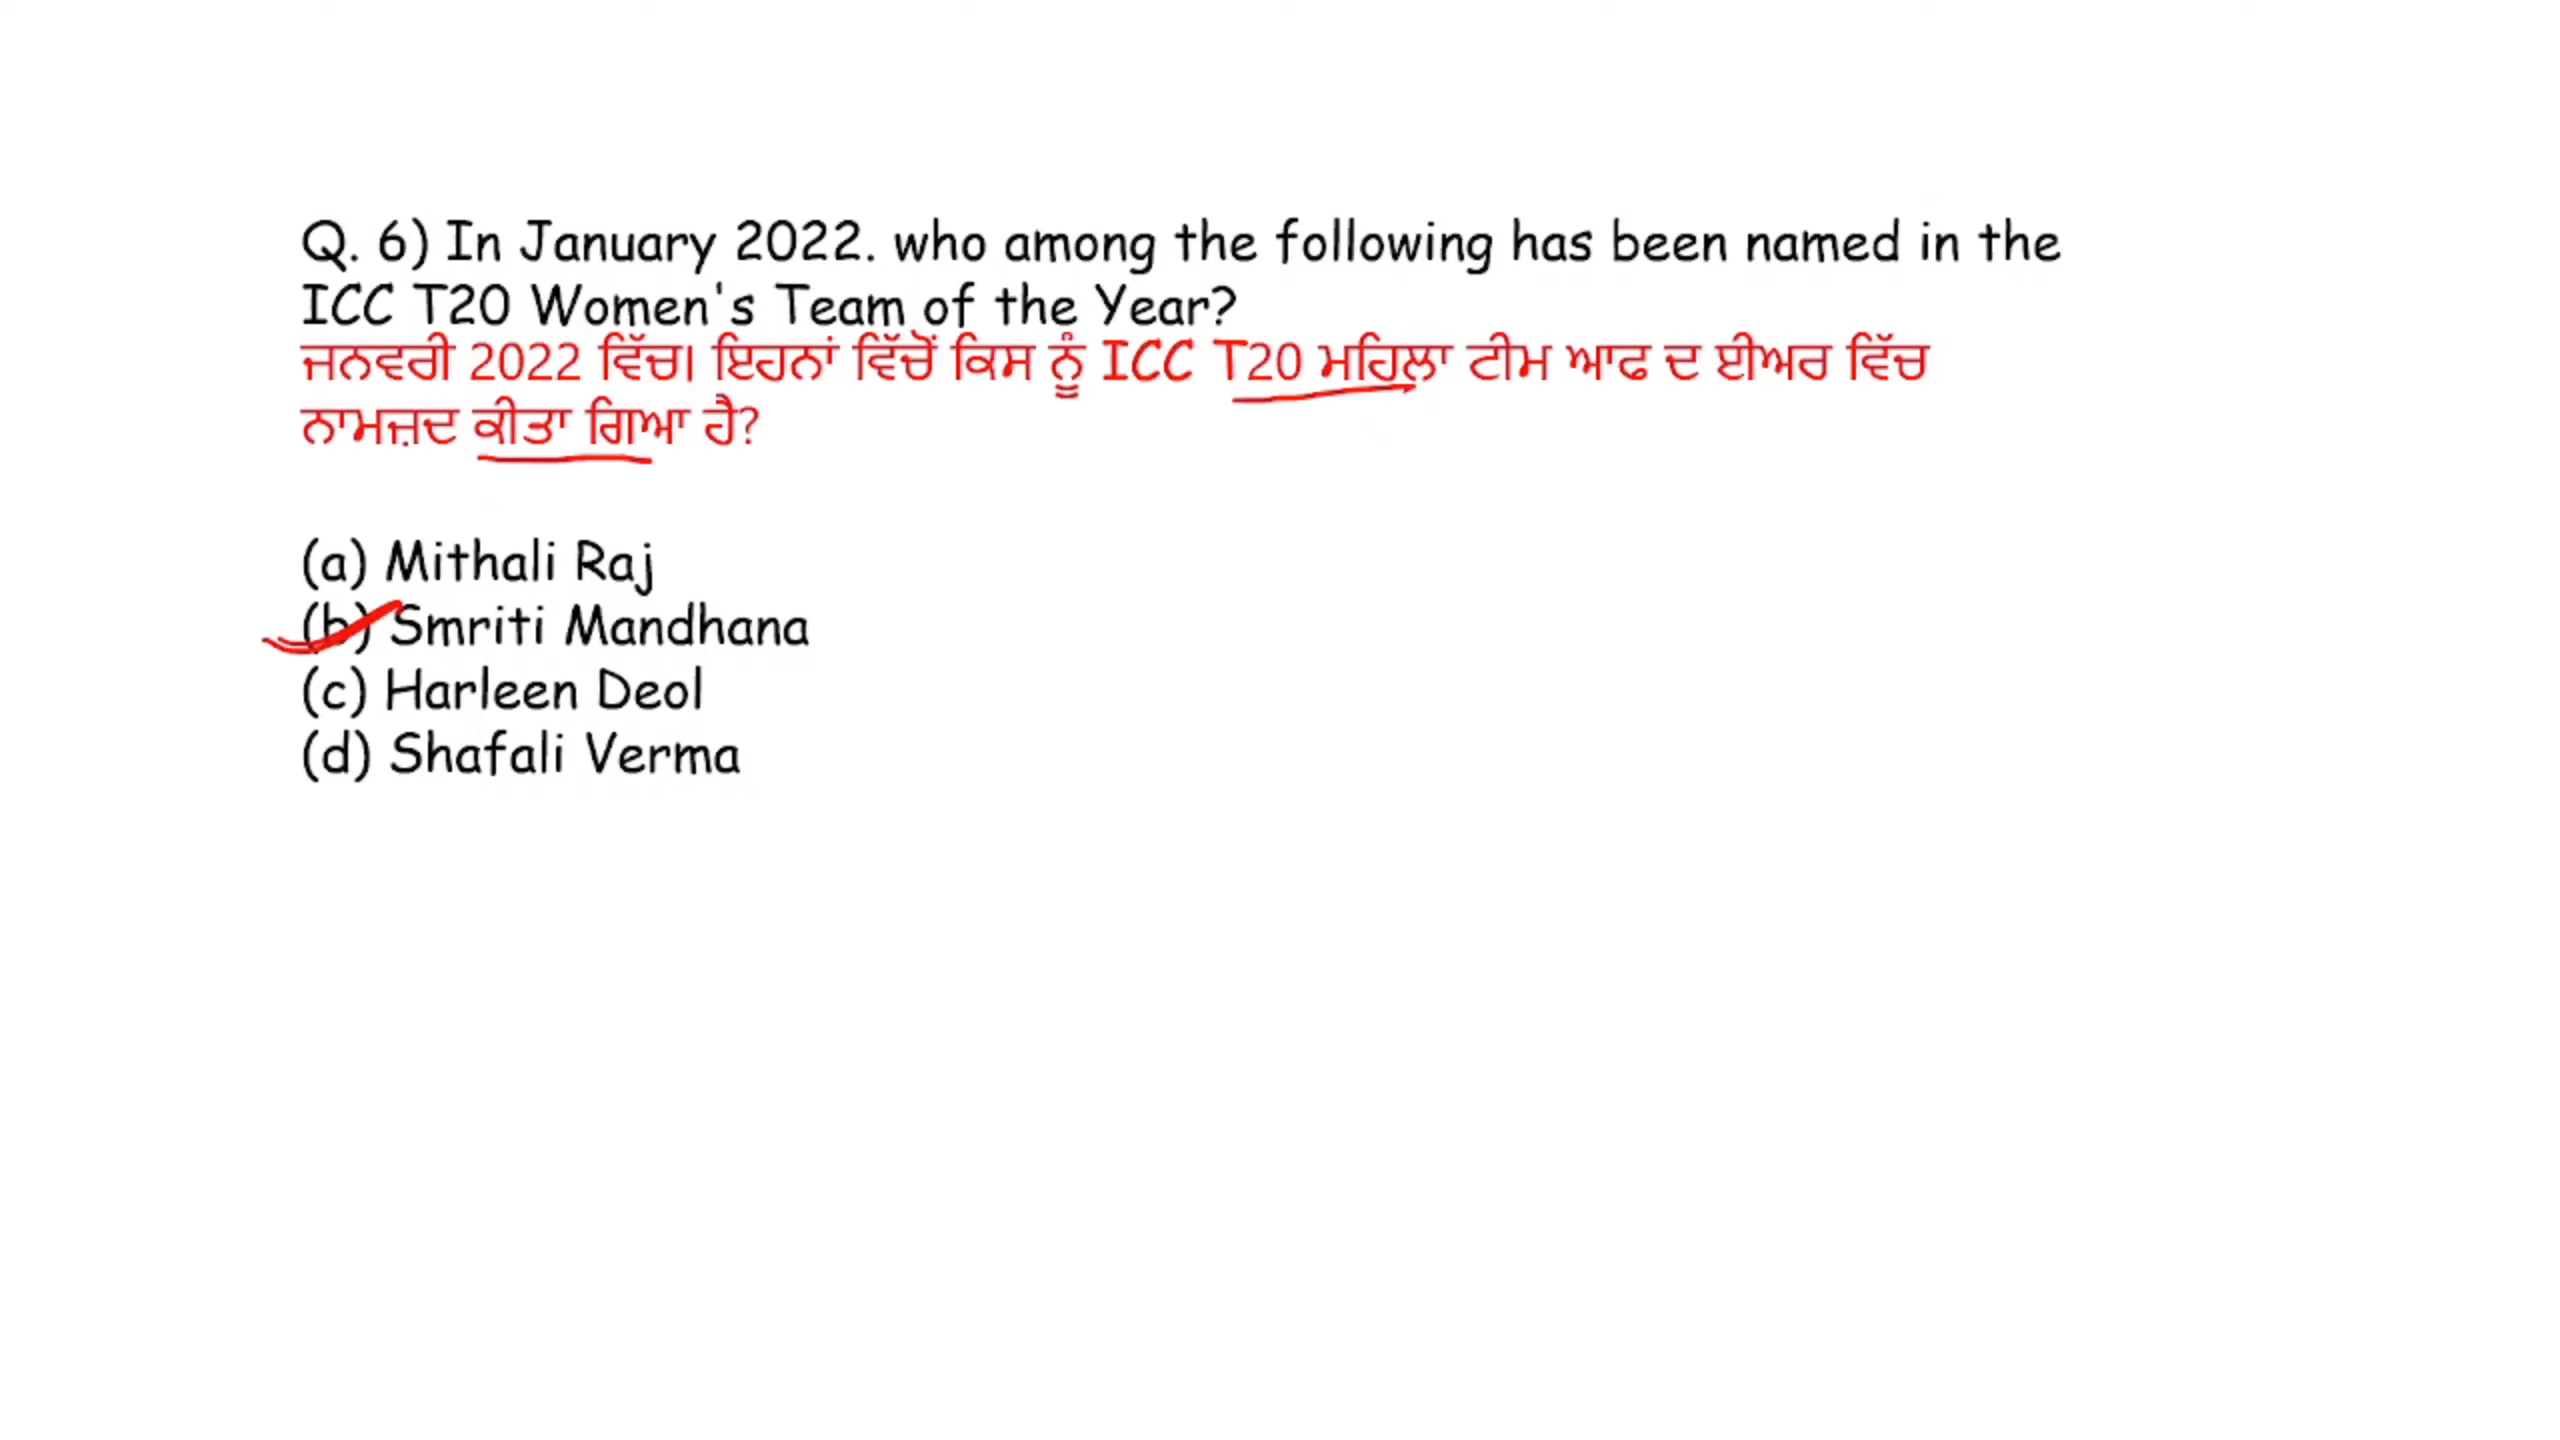 Q. 6) In January 2022. who among the following has been named in the
ICC T20 Women's Team of the Year?
ਜਨਵਰੀ 2022 ਵਿੱਚ। ਇਹਨਾਂ ਵਿੱਚੋਂ ਕਿਸ ਨੂੰ ICC T20 ਮਹਿਲਾ ਟੀਮ ਆਫ ਦ ਈਅਰ ਵਿੱਚ
ਨਾਮਜ਼ਦ ਕੀਤਾ ਗਿਆ ਹੈ?
(a) Mithali Raj
(b) Smriti Mandhana
(c) Harleen Deol
(d) Shafali Verma